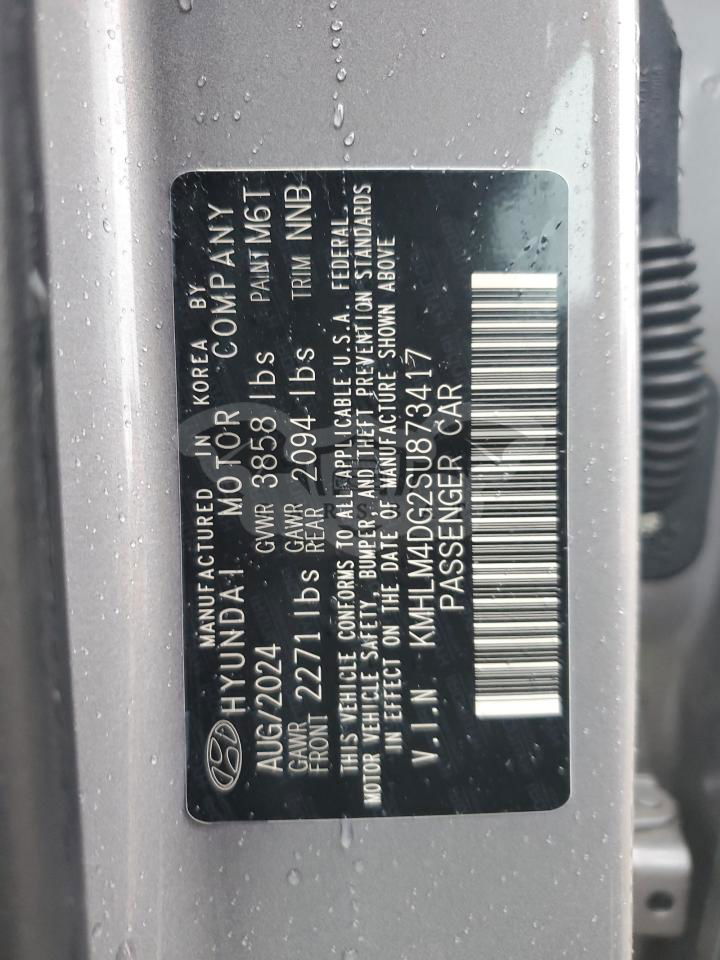 MANUFACTURED IN KOREA BY
HYUNDAI MOTOR COMPANY
AUG/2024 GVWR 3858 lbs PAINT M6T
GAWR FRONT 2271 lbs GAWR REAR 2094 lbs TRIM NNB
THIS VEHICLE CONFORMS TO ALL APPLICABLE U.S.A. FEDERAL
MOTOR VEHICLE SAFETY, BUMPER, AND THEFT PREVENTION STANDARDS
IN EFFECT ON THE DATE OF MANUFACTURE SHOWN ABOVE
V.I.N KMHLM4DG2SU873417
PASSENGER CAR